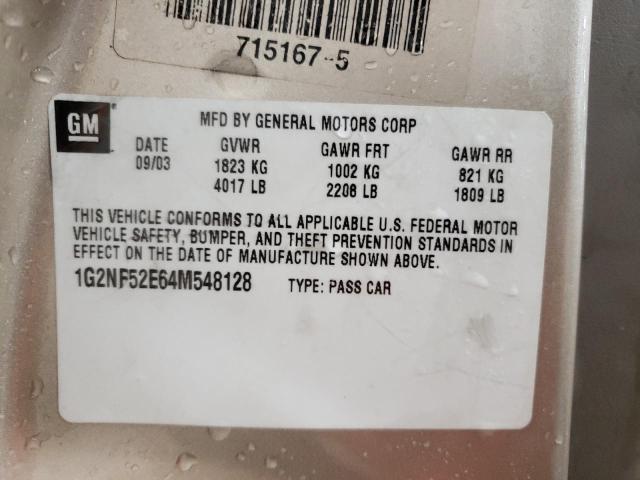 715167-5
GM
MFD BY GENERAL MOTORS CORP
DATE GVWR GAWR FRT GAWR RR
09/03 1823 KG 1002 KG 821 KG
4017 LB 2208 LB 1809 LB
THIS VEHICLE CONFORMS TO ALL APPLICABLE U.S. FEDERAL MOTOR
VEHICLE SAFETY, BUMPER, AND THEFT PREVENTION STANDARDS IN
EFFECT ON THE DATE OF MANUFACTURE SHOWN ABOVE.
1G2NF52E64M548128 TYPE: PASS CAR